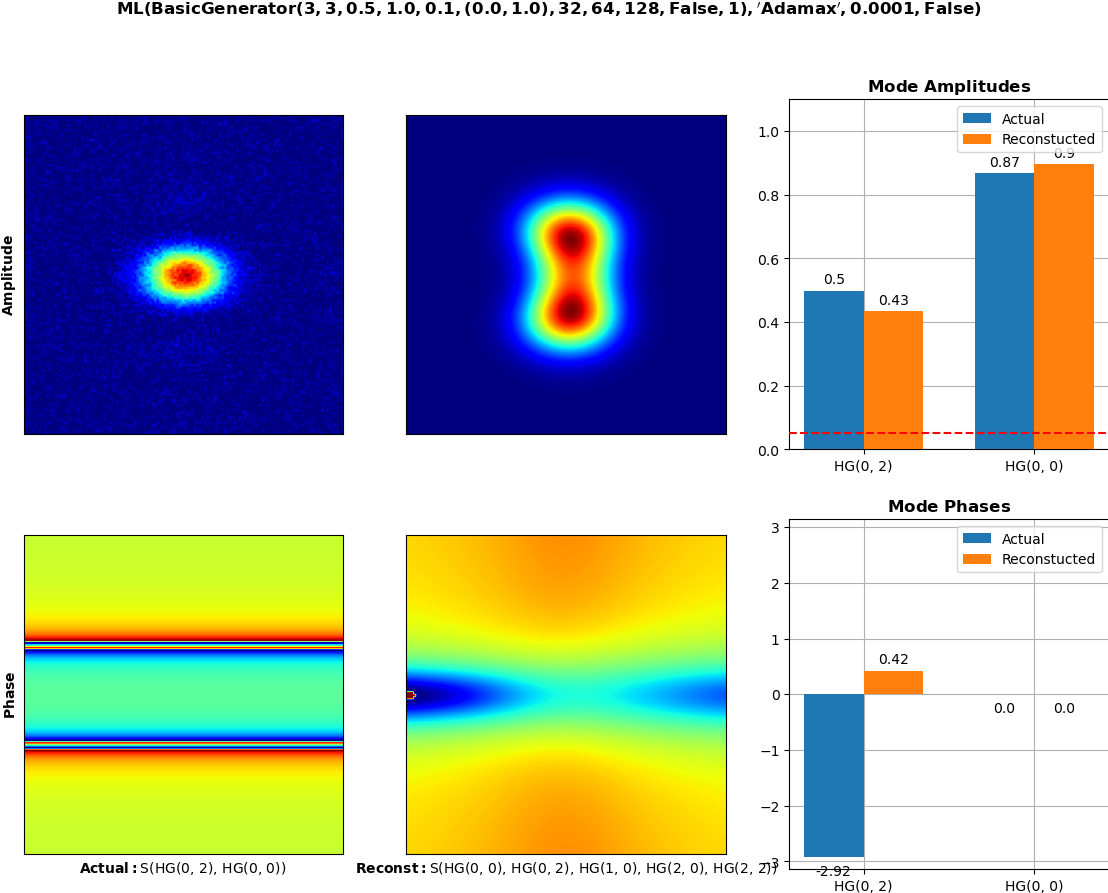 ML(BasicGenerator(3, 3, 0.5, 1.0, 0.1, (0.0, 1.0), 32, 64, 128, False, 1), ′Adamax′, 0.0001, False)
Amplitude
Mode Amplitudes
Actual
Reconstucted
1.0
0.8
0.6
0.4
0.2
0.0
0.5
0.43
0.87
0.9
HG(0, 2)
HG(0, 0)
Phase
Actual: S(HG(0, 2), HG(0, 0))
Reconst: S(HG(0, 0), HG(0, 2), HG(1, 0), HG(2, 0), HG(2, 2))
Mode Phases
Actual
Reconstucted
3
2
1
0
−1
−2
−3
-2.92
0.42
0.0
0.0
HG(0, 2)
HG(0, 0)